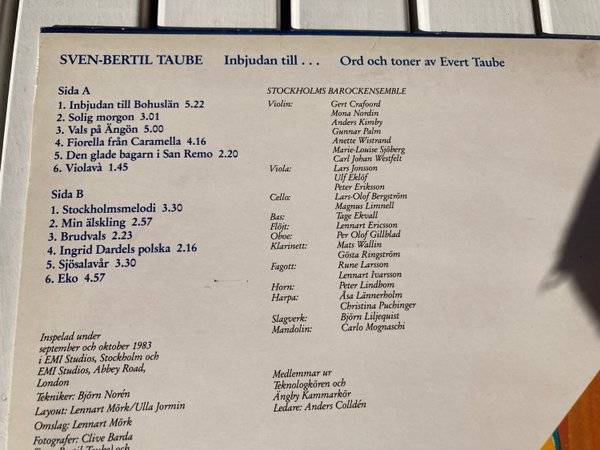 SVEN-BERTIL TAUBE Inbjudan till . . . Ord och toner av Evert Taube
Sida A
1. Inbjudan till Bohuslän 5.22
2. Solig morgon 3.01
3. Vals på Ängön 5.00
4. Fiorella från Caramella 4.16
5. Den glade bagarn i San Remo 2.20
6. Violavà 1.45
Sida B
1. Stockholmsmelodi 3.30
2. Min älskling 2.57
3. Brudvals 2.23
4. Ingrid Dardels polska 2.16
5. Sjösalavår 3.30
6. Eko 4.57
Inspelad under
september och oktober 1983
i EMI Studios, Stockholm och
EMI Studios, Abbey Road,
London
Tekniker: Björn Norén
Layout: Lennart Mörk/Ulla Jormin
Omslag: Lennart Mörk
Fotografer: Clive Barda
STOCKHOLMS BAROCKENSEMBLE
Violin: Gert Crafoord
Mona Nordin
Anders Kimby
Gunnar Palm
Anette Wistrand
Marie-Louise Sjöberg
Carl Johan Westfelt
Viola: Lars Jonsson
Ulf Eklöf
Peter Eriksson
Cello: Lars-Olof Bergström
Magnus Limnell
Bas: Tage Ekvall
Flöjt: Lennart Ericsson
Oboe: Per Olof Gillblad
Klarinett: Mats Wallin
Gösta Ringström
Fagott: Rune Larsson
Lennart Ivarsson
Horn: Peter Lindbom
Harpa: Åsa Lännerholm
Christina Puchinger
Slagverk: Björn Liljequist
Mandolin: Carlo Mognaschi
Medlemmar ur
Teknologkören och
Ängby Kammarkör
Ledare: Anders Colldén